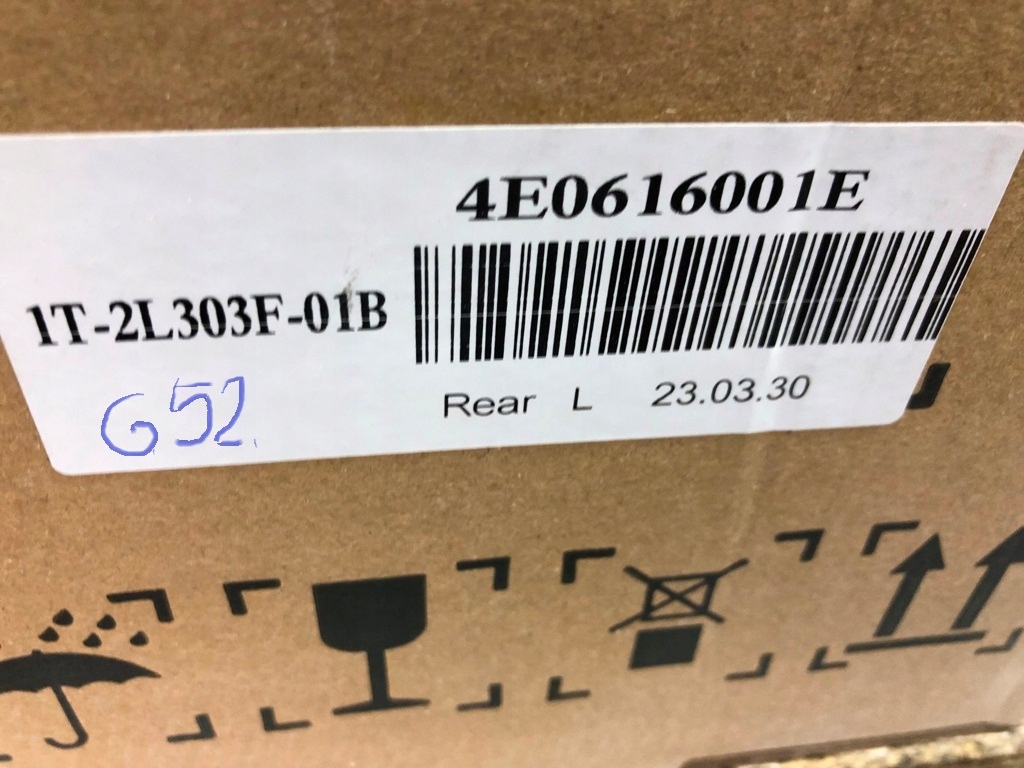 4E0616001E
1T-2L303F-01B
Rear L 23.03.30
G52.